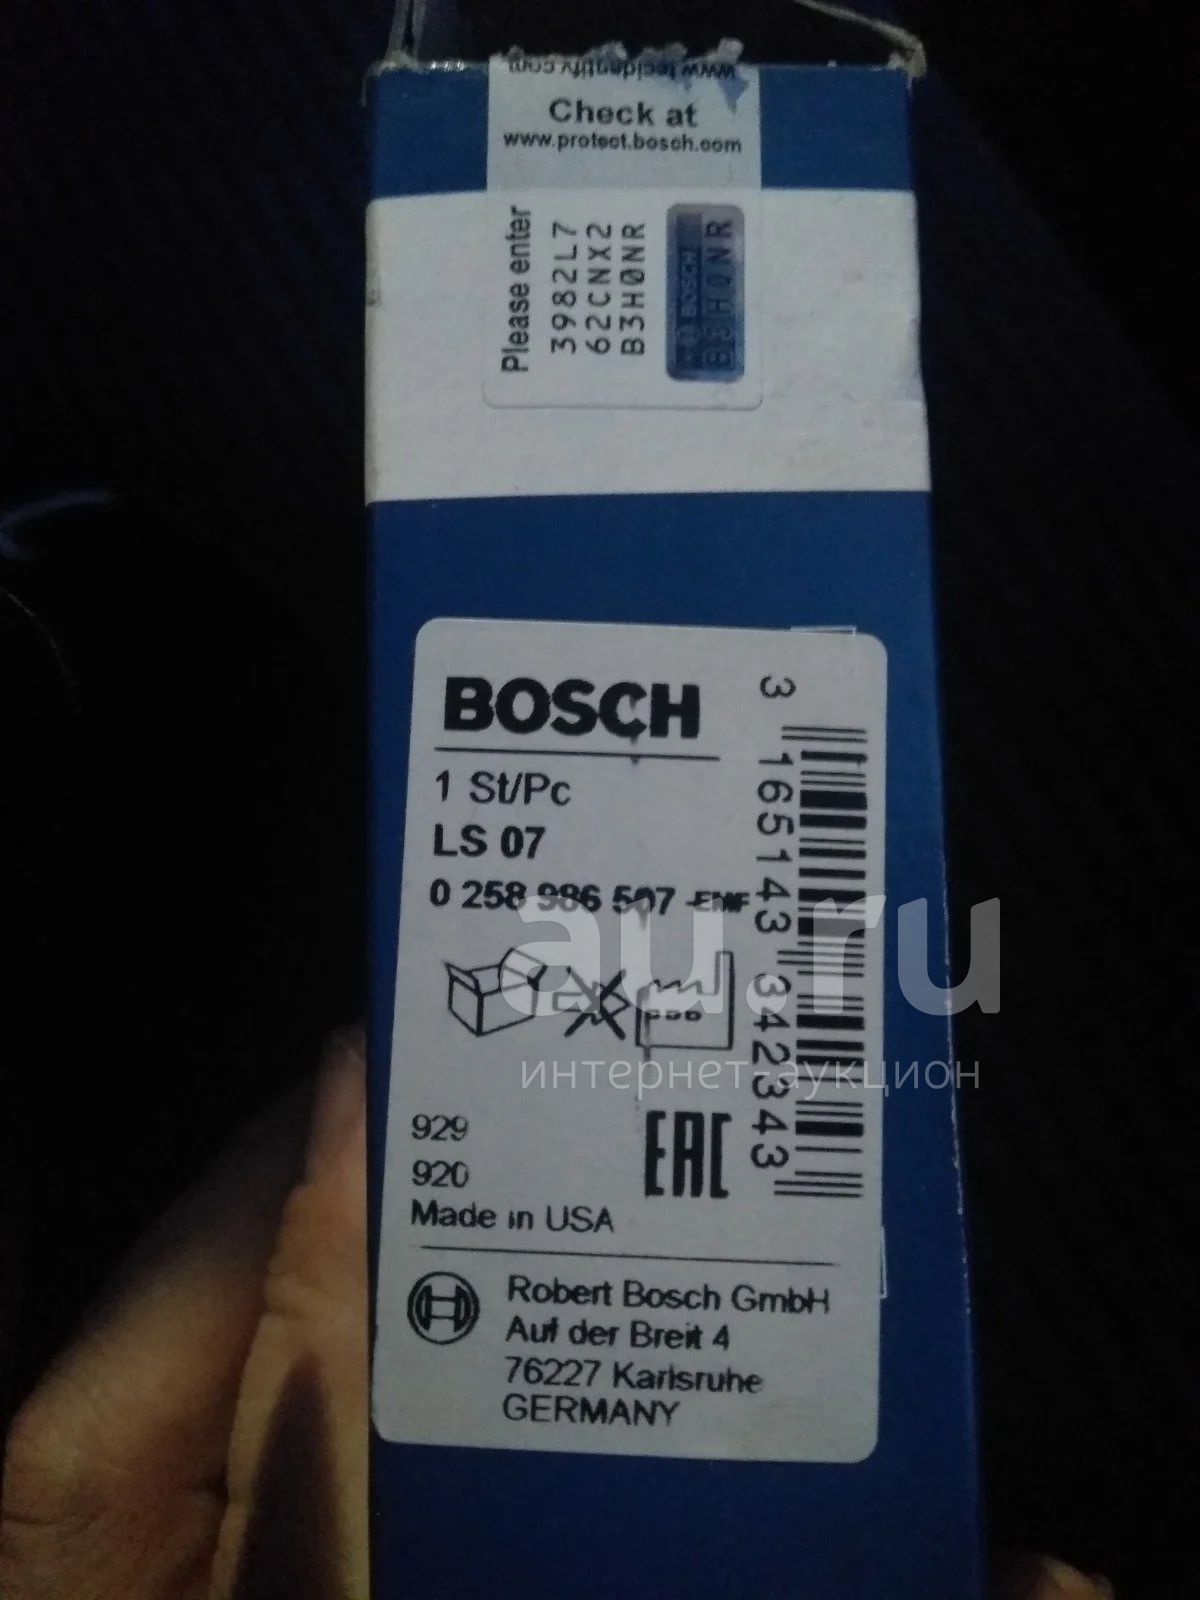 www.tecidentify.com
Check at
www.protect.bosch.com
Please enter
3982L7
62CNX2
B3H0NR
BOSCH
B3H0NR
BOSCH
1 St/Pc
LS 07
0 258 986 507
3 165143 342343
au.ru
интернет-аукцион
929
920
EAC
Made in USA
Robert Bosch GmbH
Auf der Breit 4
76227 Karlsruhe
GERMANY